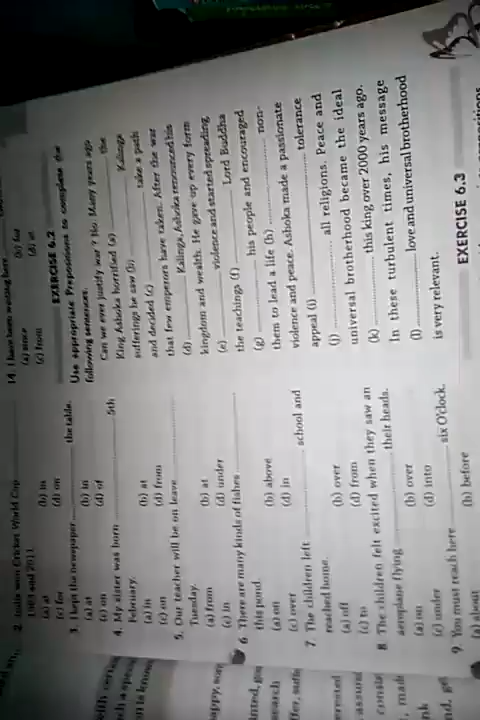 2. India won Cricket World Cup
1983 and 2011.
(a) at (b) in
(c) for (d) on
3. I kept the newspaper the table.
(a) at (b) in
(c) on (d) of
4. My sister was born 5th
February.
(a) in (b) at
(c) on (d) from
5. Our teacher will be on leave
Tuesday.
(a) from (b) at
(c) in (d) under
6 There are many kinds of fishes
this pond.
(a) on (b) above
(c) over (d) in
7. The children left school and
reached home.
(a) off (b) over
(c) to (d) from
8. The children felt excited when they saw an
aeroplane flying their heads.
(a) on (b) over
(c) under (d) into
9. You must reach here six O'clock.
(a) about (b) before
14. I have been waiting here
(a) since (b) for
(c) from (d) at
EXERCISE 6.2
Use appropriate Prepositions to complete the
following sentences.
Can we ever justify war ? No. Many years ago
King Ashoka horrified (a) the
sufferings he saw (b) Kalinga
and decided (c) take a path
that few emperors have taken. After the war
(d) Kalinga, Ashoka renounced his
kingdom and wealth. He gave up every form
(e) violence and started spreading
the teachings (f) Lord Buddha
(g) his people and encouraged
them to lead a life (h) non-
violence and peace. Ashoka made a passionate
appeal (i) tolerance
(j) all religions. Peace and
universal brotherhood became the ideal
(k) this king over 2000 years ago.
In these turbulent times, his message
(l) love and universal brotherhood
is very relevant.
EXERCISE 6.3